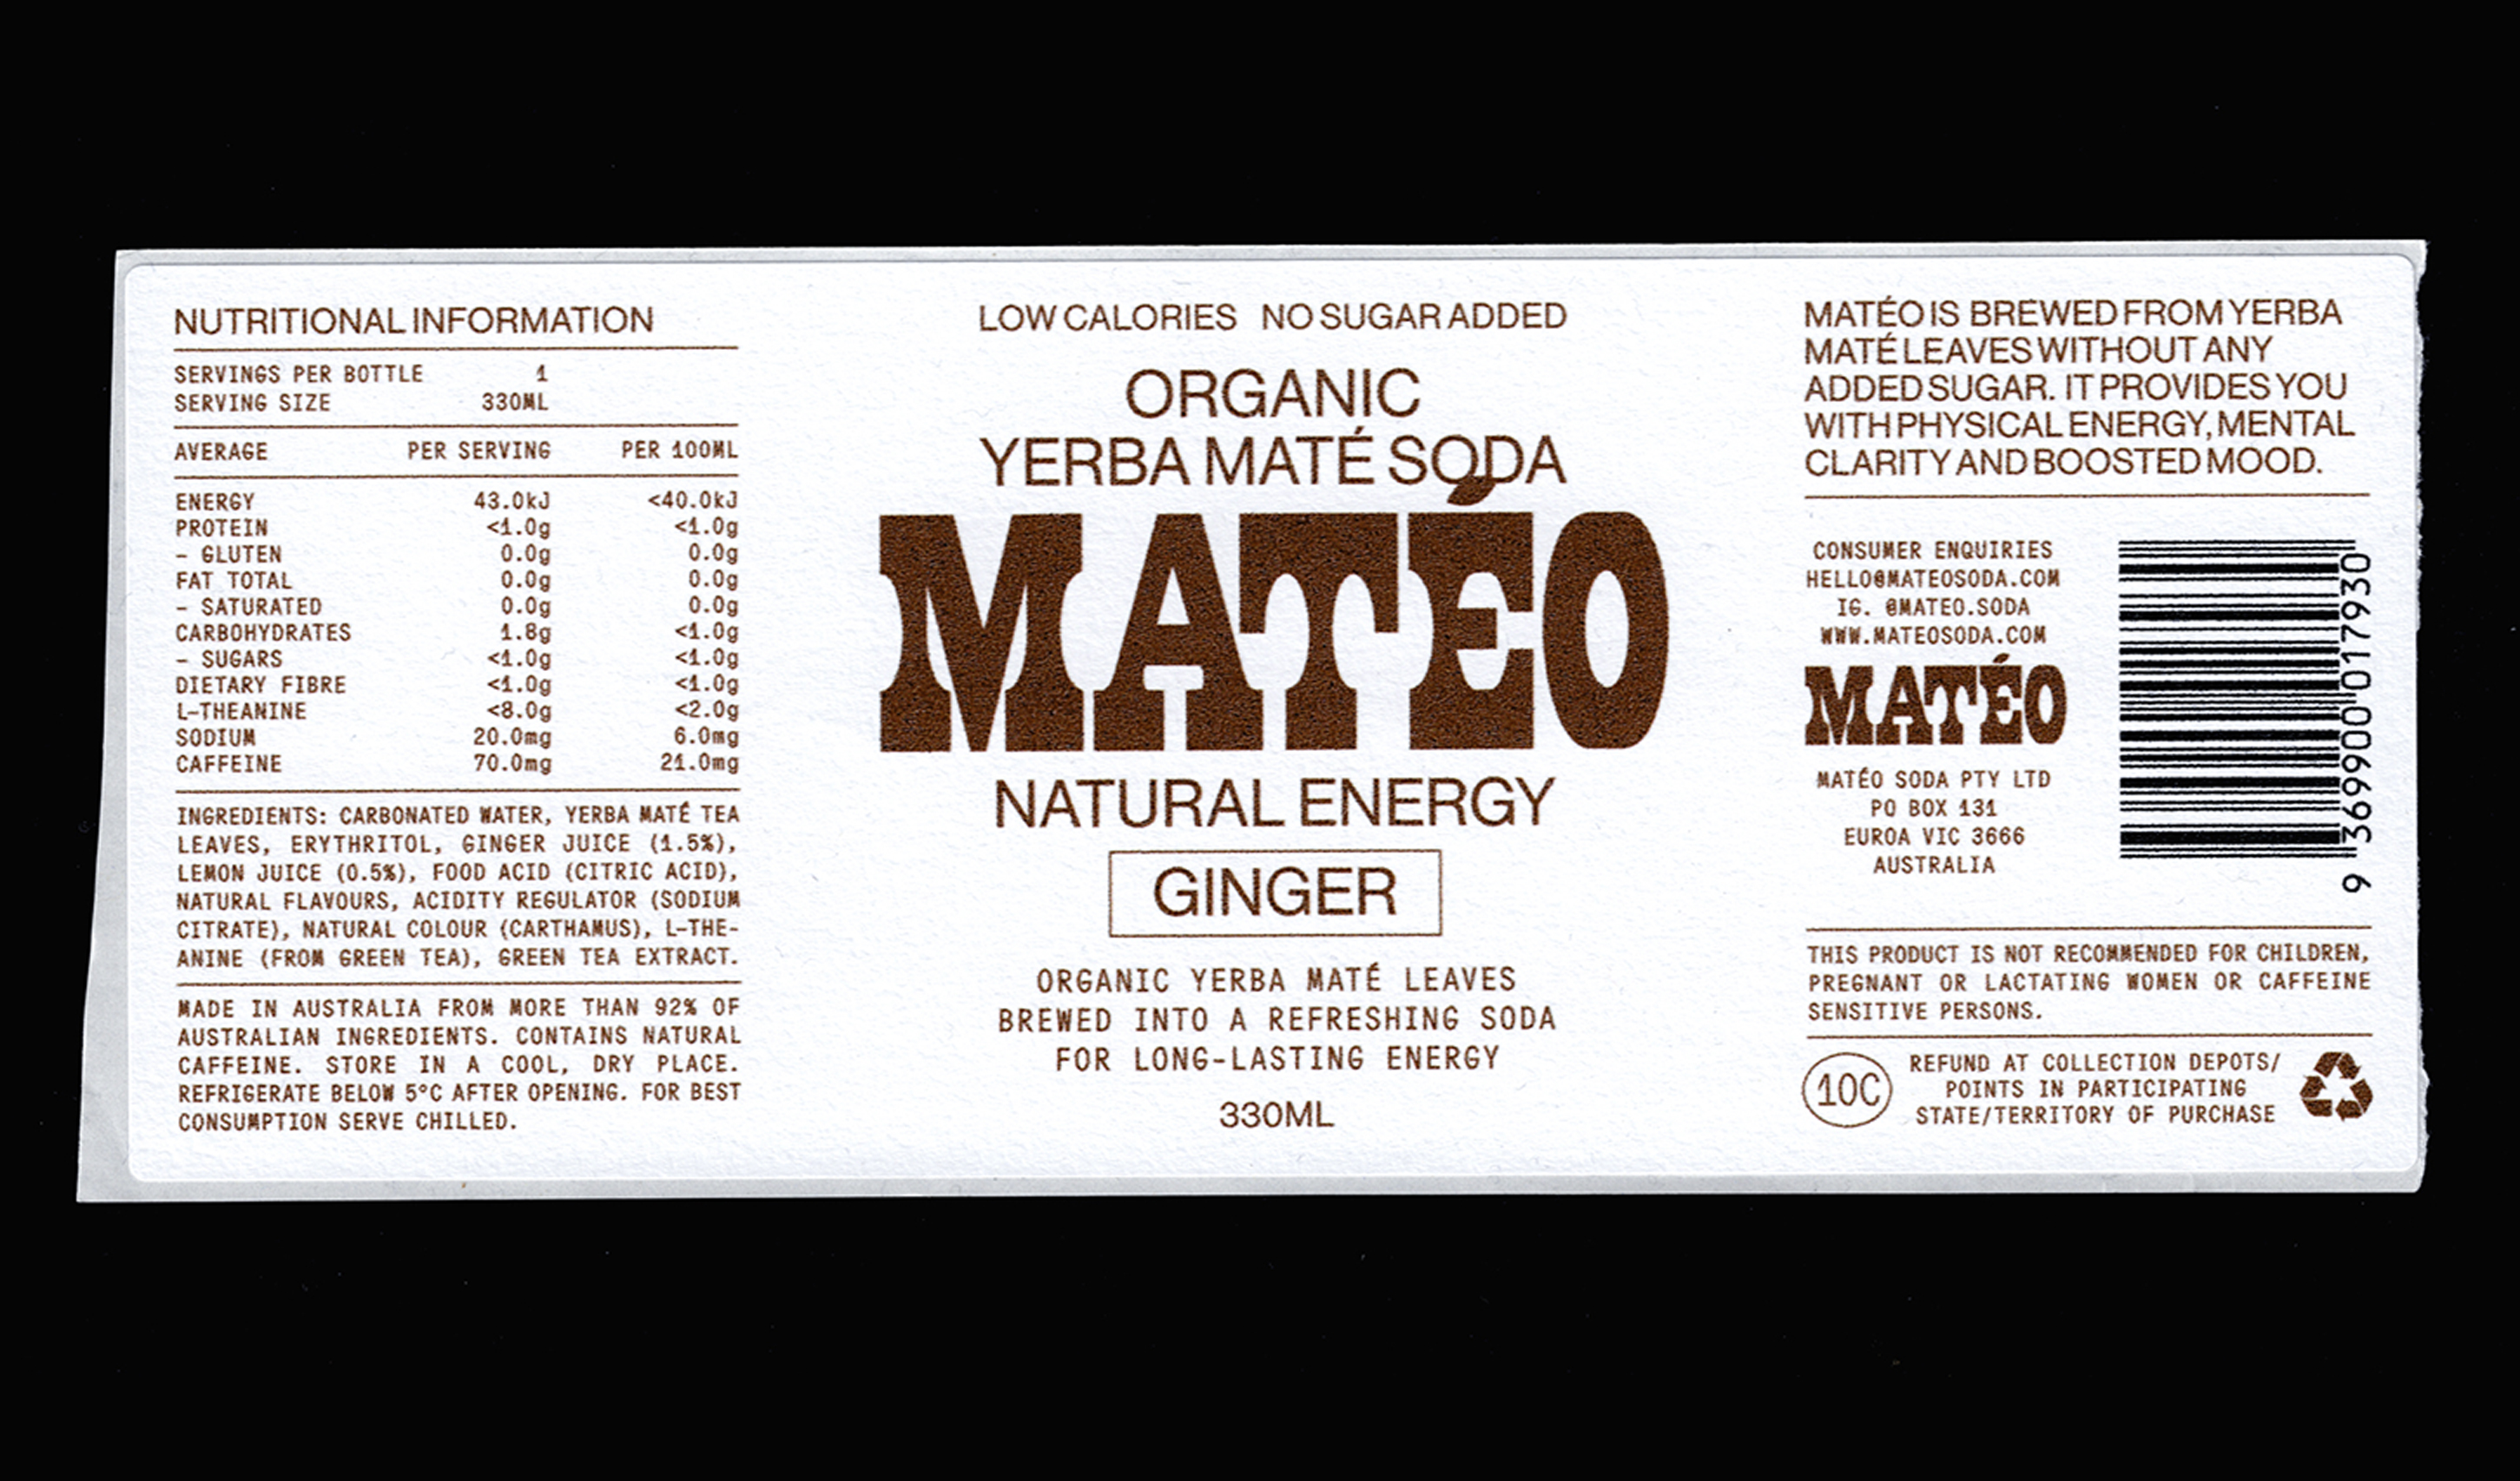 NUTRITIONAL INFORMATION
SERVINGS PER BOTTLE 1
SERVING SIZE 330ML
AVERAGE PER SERVING PER 100ML
ENERGY 43.0kJ <40.0kJ
PROTEIN <1.0g <1.0g
- GLUTEN 0.0g 0.0g
FAT TOTAL 0.0g 0.0g
- SATURATED 0.0g 0.0g
CARBOHYDRATES 1.8g <1.0g
- SUGARS <1.0g <1.0g
DIETARY FIBRE <1.0g <1.0g
L-THEANINE <8.0g <2.0g
SODIUM 20.0mg 6.0mg
CAFFEINE 70.0mg 21.0mg
INGREDIENTS: CARBONATED WATER, YERBA MATÉ TEA
LEAVES, ERYTHRITOL, GINGER JUICE (1.5%),
LEMON JUICE (0.5%), FOOD ACID (CITRIC ACID),
NATURAL FLAVOURS, ACIDITY REGULATOR (SODIUM
CITRATE), NATURAL COLOUR (CARTHAMUS), L-THE-
ANINE (FROM GREEN TEA), GREEN TEA EXTRACT.
MADE IN AUSTRALIA FROM MORE THAN 92% OF
AUSTRALIAN INGREDIENTS. CONTAINS NATURAL
CAFFEINE. STORE IN A COOL, DRY PLACE.
REFRIGERATE BELOW 5°C AFTER OPENING. FOR BEST
CONSUMPTION SERVE CHILLED.
LOW CALORIES NO SUGAR ADDED
ORGANIC
YERBA MATÉ SODA
MATÉO
NATURAL ENERGY
GINGER
ORGANIC YERBA MATÉ LEAVES
BREWED INTO A REFRESHING SODA
FOR LONG-LASTING ENERGY
330ML
MATÉO IS BREWED FROM YERBA
MATÉ LEAVES WITHOUT ANY
ADDED SUGAR. IT PROVIDES YOU
WITH PHYSICAL ENERGY, MENTAL
CLARITY AND BOOSTED MOOD.
CONSUMER ENQUIRIES
HELLO@MATEOSODA.COM
IG. @MATEO.SODA
WWW.MATEOSODA.COM
MATÉO
MATÉO SODA PTY LTD
PO BOX 131
EUROA VIC 3666
AUSTRALIA
9 369900 017930
THIS PRODUCT IS NOT RECOMMENDED FOR CHILDREN,
PREGNANT OR LACTATING WOMEN OR CAFFEINE
SENSITIVE PERSONS.
10C
REFUND AT COLLECTION DEPOTS/
POINTS IN PARTICIPATING
STATE/TERRITORY OF PURCHASE